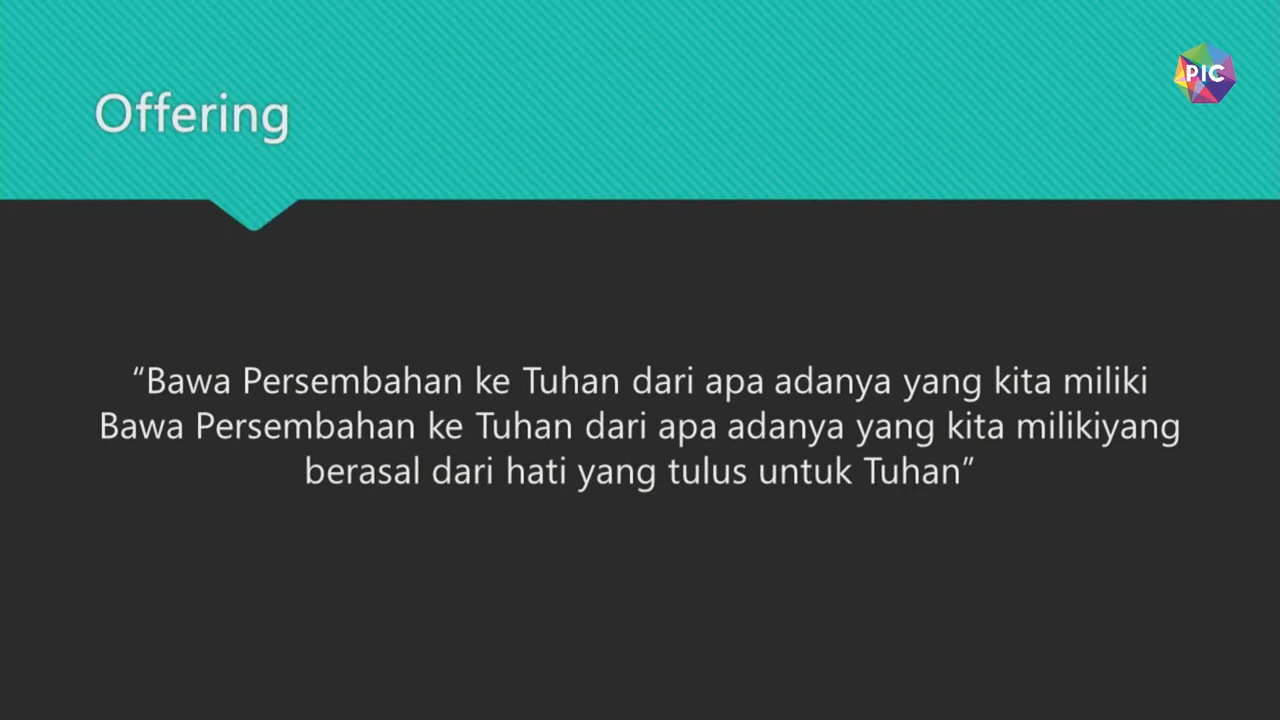 PIC
Offering
“Bawa Persembahan ke Tuhan dari apa adanya yang kita miliki
Bawa Persembahan ke Tuhan dari apa adanya yang kita milikiyang
berasal dari hati yang tulus untuk Tuhan”